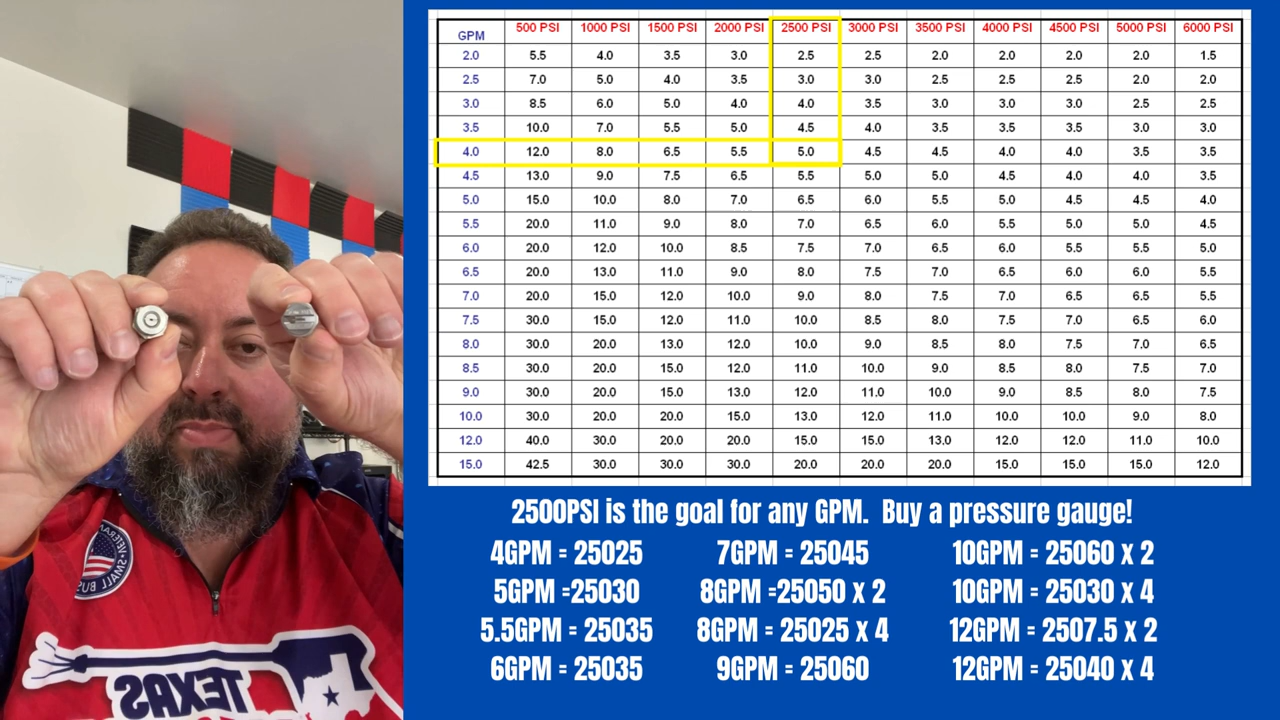 GPM 500 PSI 1000 PSI 1500 PSI 2000 PSI 2500 PSI 3000 PSI 3500 PSI 4000 PSI 4500 PSI 5000 PSI 6000 PSI
2.0 5.5 4.0 3.5 3.0 2.5 2.5 2.0 2.0 2.0 2.0 1.5
2.5 7.0 5.0 4.0 3.5 3.0 3.0 2.5 2.5 2.5 2.0 2.0
3.0 8.5 6.0 5.0 4.0 4.0 3.5 3.0 3.0 3.0 2.5 2.5
3.5 10.0 7.0 5.5 5.0 4.5 4.0 3.5 3.5 3.5 3.0 3.0
4.0 12.0 8.0 6.5 5.5 5.0 4.5 4.5 4.0 4.0 3.5 3.5
4.5 13.0 9.0 7.5 6.5 5.5 5.0 5.0 4.5 4.0 4.0 3.5
5.0 15.0 10.0 8.0 7.0 6.5 6.0 5.5 5.0 4.5 4.5 4.0
5.5 20.0 11.0 9.0 8.0 7.0 6.5 6.0 5.5 5.0 5.0 4.5
6.0 20.0 12.0 10.0 8.5 7.5 7.0 6.5 6.0 5.5 5.5 5.0
6.5 20.0 13.0 11.0 9.0 8.0 7.5 7.0 6.5 6.0 6.0 5.5
7.0 20.0 15.0 12.0 10.0 9.0 8.0 7.5 7.0 6.5 6.5 5.5
7.5 30.0 15.0 12.0 11.0 10.0 8.5 8.0 7.5 7.0 6.5 6.0
8.0 30.0 20.0 13.0 12.0 10.0 9.0 8.5 8.0 7.5 7.0 6.5
8.5 30.0 20.0 15.0 12.0 11.0 10.0 9.0 8.5 8.0 7.5 7.0
9.0 30.0 20.0 15.0 13.0 12.0 11.0 10.0 9.0 8.5 8.0 7.5
10.0 30.0 20.0 20.0 15.0 13.0 12.0 11.0 10.0 10.0 9.0 8.0
12.0 40.0 30.0 20.0 20.0 15.0 15.0 13.0 12.0 12.0 11.0 10.0
15.0 42.5 30.0 30.0 30.0 20.0 20.0 20.0 15.0 15.0 15.0 12.0
2500PSI is the goal for any GPM. Buy a pressure gauge!
4GPM = 25025 7GPM = 25045 10GPM = 25060 x 2
5GPM =25030 8GPM =25050 x 2 10GPM = 25030 x 4
5.5GPM = 25035 8GPM = 25025 x 4 12GPM = 2507.5 x 2
6GPM = 25035 9GPM = 25060 12GPM = 25040 x 4
VETERAN
SMALL BUS
TEXAS